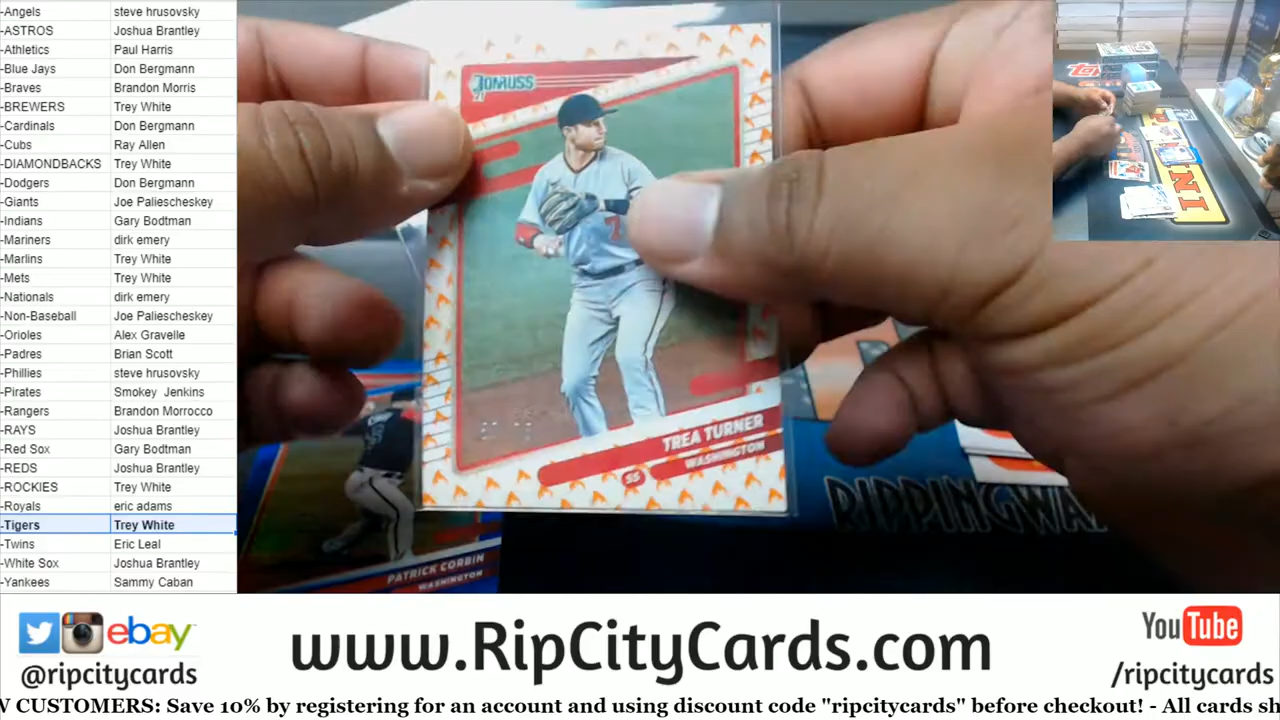 -Angels steve hrusovsky
-ASTROS Joshua Brantley
-Athletics Paul Harris
-Blue Jays Don Bergmann
-Braves Brandon Morris
-BREWERS Trey White
-Cardinals Don Bergmann
-Cubs Ray Allen
-DIAMONDBACKS Trey White
-Dodgers Don Bergmann
-Giants Joe Paliescheskey
-Indians Gary Bodtman
-Mariners dirk emery
-Marlins Trey White
-Mets Trey White
-Nationals dirk emery
-Non-Baseball Joe Paliescheskey
-Orioles Alex Gravelle
-Padres Brian Scott
-Phillies steve hrusovsky
-Pirates Smokey Jenkins
-Rangers Brandon Morrocco
-RAYS Joshua Brantley
-Red Sox Gary Bodtman
-REDS Joshua Brantley
-ROCKIES Trey White
-Royals eric adams
-Tigers Trey White
-Twins Eric Leal
-White Sox Joshua Brantley
-Yankees Sammy Caban
Donruss
TREA TURNER
WASHINGTON
SS
PATRICK CORBIN
WASHINGTON
ebay
@ripcitycards
www.RipCityCards.com
YouTube
/ripcitycards
CUSTOMERS: Save 10% by registering for an account and using discount code "ripcitycards" before checkout! - All cards